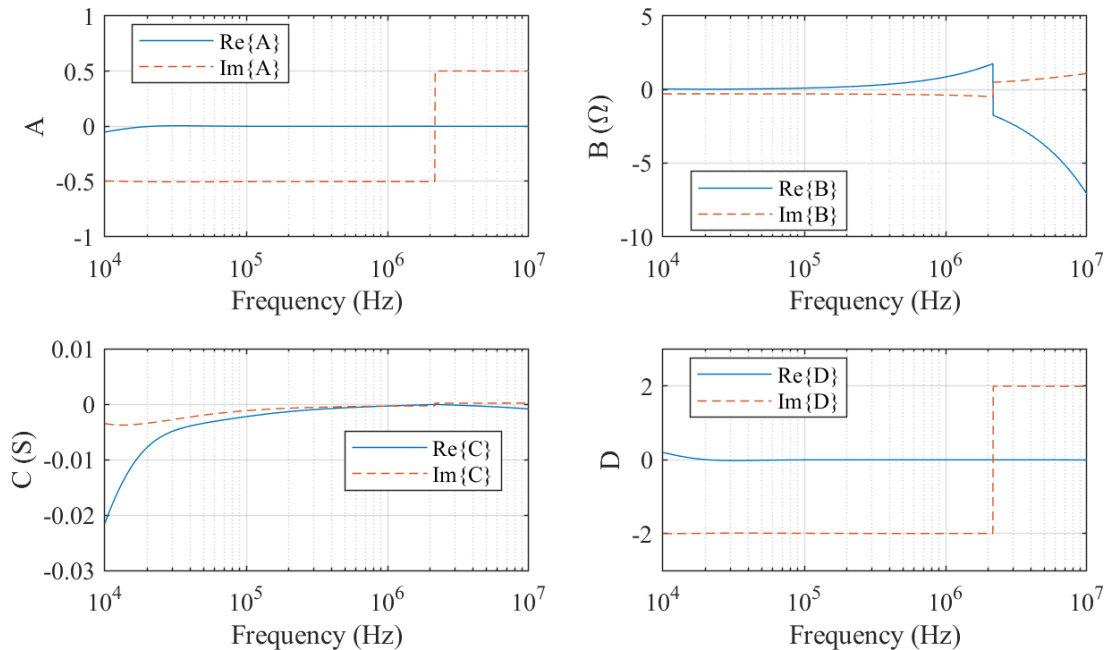 1
0.5
0
-0.5
-1
A
Re{A}
Im{A}
10^4
10^5
10^6
10^7
Frequency (Hz)
5
0
-5
-10
B (Ω)
Re{B}
Im{B}
10^4
10^5
10^6
10^7
Frequency (Hz)
0.01
0
-0.01
-0.02
-0.03
C (S)
Re{C}
Im{C}
10^4
10^5
10^6
10^7
Frequency (Hz)
2
0
-2
D
Re{D}
Im{D}
10^4
10^5
10^6
10^7
Frequency (Hz)